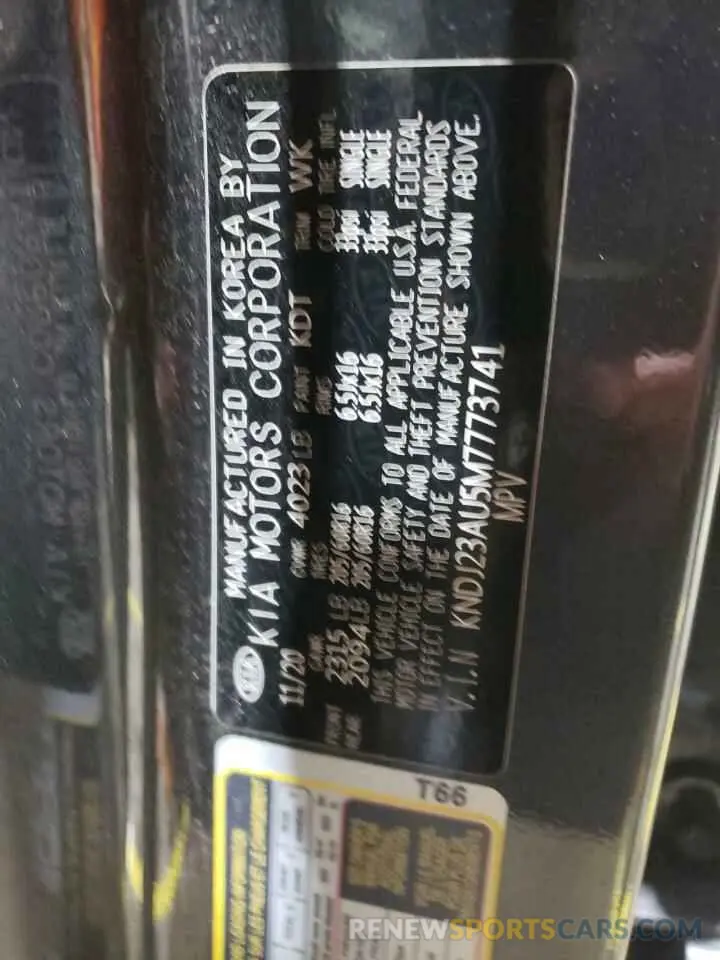 KIA
MANUFACTURED IN KOREA BY
KIA MOTORS CORPORATION
11/20 GVWR 4023 LB PAINT KDT TRIM WK
GAWR TIRES RIMS COLD TIRE INFL
FRONT 2315 LB 205/60R16 6.5Jx16 33psi SINGLE
REAR 2094 LB 205/60R16 6.5Jx16 33psi SINGLE
THIS VEHICLE CONFORMS TO ALL APPLICABLE U.S.A. FEDERAL
MOTOR VEHICLE SAFETY AND THEFT PREVENTION STANDARDS
IN EFFECT ON THE DATE OF MANUFACTURE SHOWN ABOVE.
V.I.N KNDJ23AU5M7773741
MPV
T66
RENEWSPORTSCARS.COM